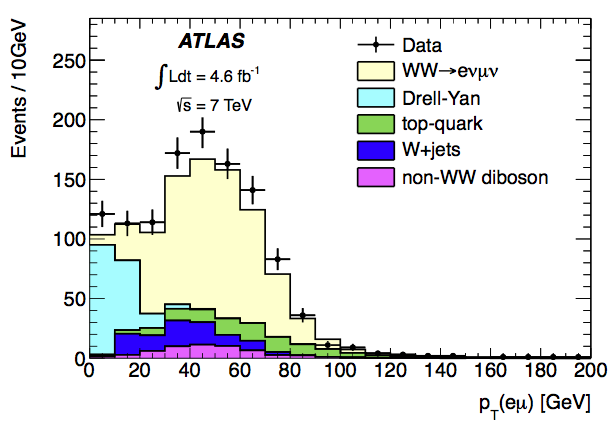 ATLAS
∫ Ldt = 4.6 fb⁻¹
√s = 7 TeV
Data
WW→eνμν
Drell-Yan
top-quark
W+jets
non-WW diboson
Events / 10GeV
250
200
150
100
50
0
0 20 40 60 80 100 120 140 160 180 200
p_T(eμ) [GeV]